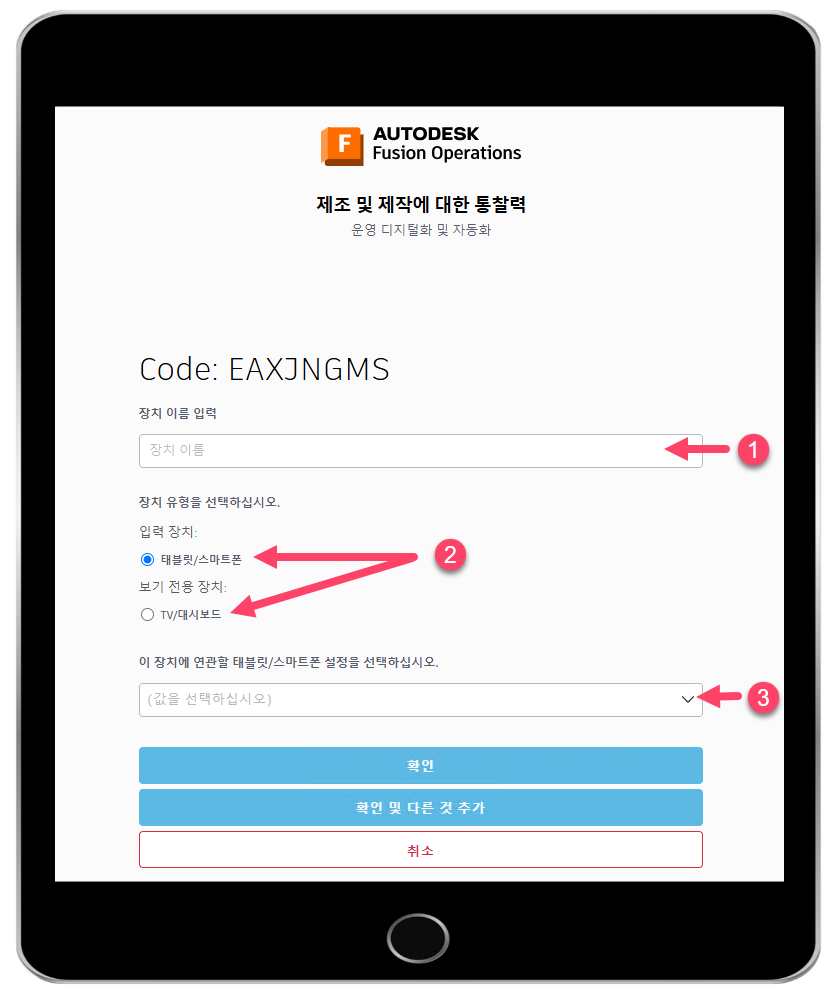 F
AUTODESK
Fusion Operations
제조 및 제작에 대한 통찰력
운영 디지털화 및 자동화
Code: EAXJNGMS
장치 이름 입력
장치 이름
1
장치 유형을 선택하십시오.
입력 장치:
태블릿/스마트폰
2
보기 전용 장치:
TV/대시보드
이 장치에 연관할 태블릿/스마트폰 설정을 선택하십시오.
(값을 선택하십시오)
3
확인
확인 및 다른 것 추가
취소